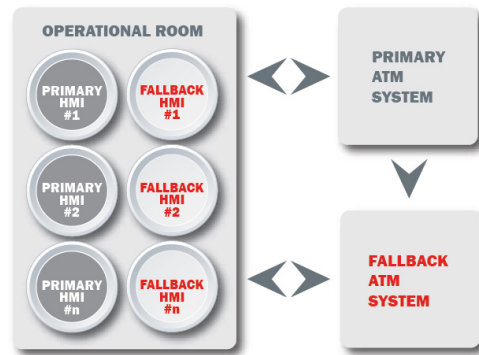 OPERATIONAL ROOM
PRIMARY
HMI
#1
FALLBACK
HMI
#1
PRIMARY
HMI
#2
FALLBACK
HMI
#2
PRIMARY
HMI
#n
FALLBACK
HMI
#n
PRIMARY
ATM
SYSTEM
FALLBACK
ATM
SYSTEM